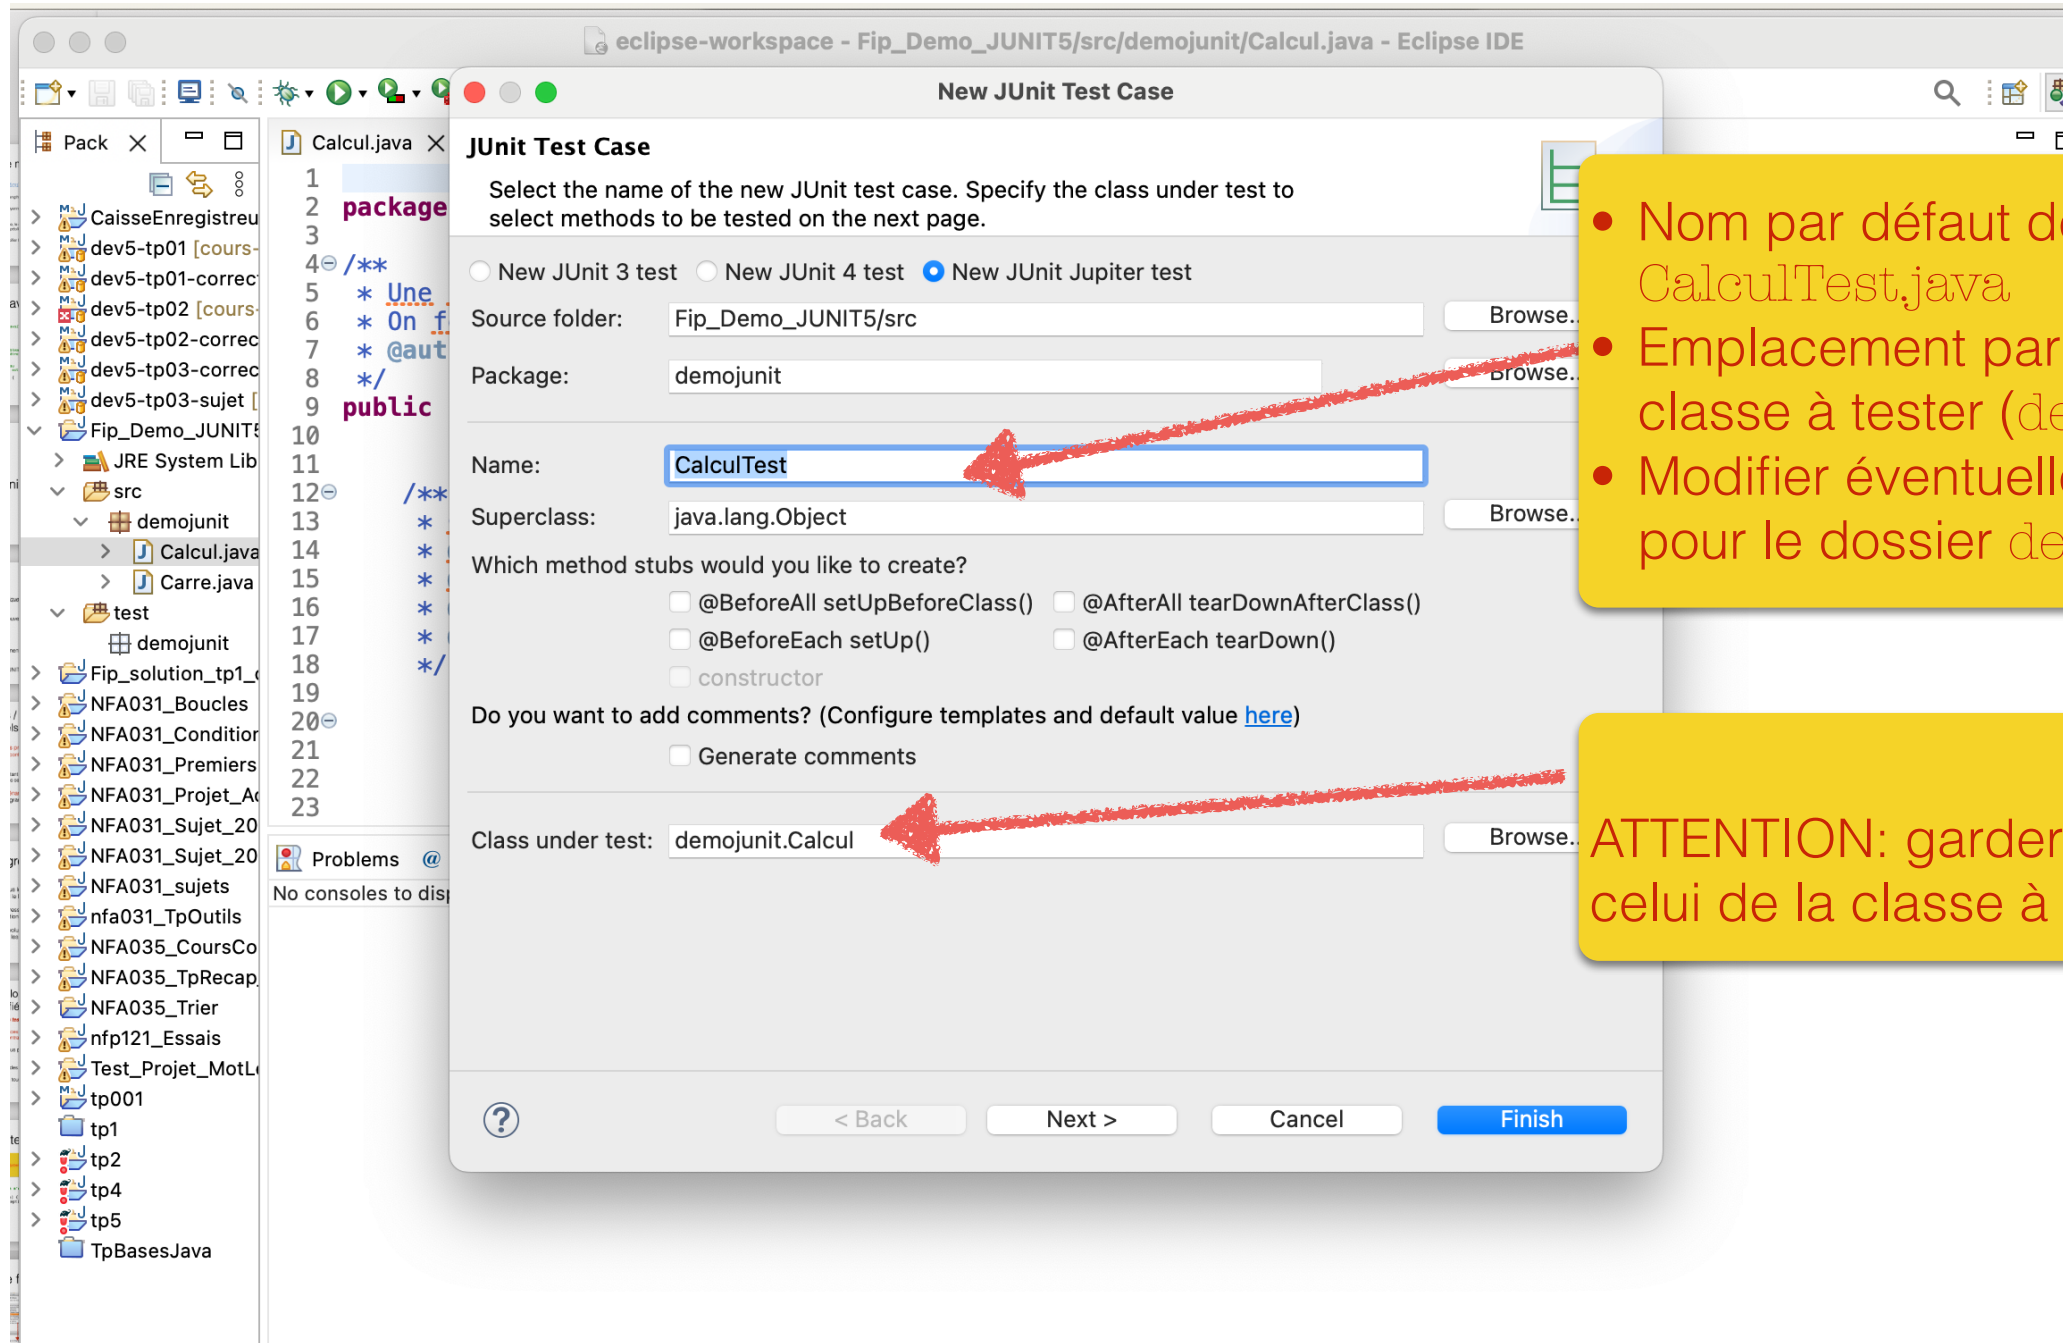 eclipse-workspace - Fip_Demo_JUNIT5/src/demojunit/Calcul.java - Eclipse IDE
New JUnit Test Case
Pack
Calcul.java
JUnit Test Case
Select the name of the new JUnit test case. Specify the class under test to
select methods to be tested on the next page.
New JUnit 3 test
New JUnit 4 test
New JUnit Jupiter test
Source folder:
Fip_Demo_JUNIT5/src
Browse..
Package:
demojunit
Browse..
Name:
CalculTest
Superclass:
java.lang.Object
Browse..
Which method stubs would you like to create?
@BeforeAll setUpBeforeClass()
@AfterAll tearDownAfterClass()
@BeforeEach setUp()
@AfterEach tearDown()
constructor
Do you want to add comments? (Configure templates and default value here)
Generate comments
Class under test:
demojunit.Calcul
Browse..
?
< Back
Next >
Cancel
Finish
CaisseEnregistreu
dev5-tp01 [cours-
dev5-tp01-correc
dev5-tp02 [cours-
dev5-tp02-correc
dev5-tp03-correc
dev5-tp03-sujet [
Fip_Demo_JUNIT5
JRE System Lib
src
demojunit
Calcul.java
Carre.java
test
demojunit
Fip_solution_tp1_
NFA031_Boucles
NFA031_Condition
NFA031_Premiers
NFA031_Projet_A
NFA031_Sujet_20
NFA031_Sujet_20
NFA031_sujets
nfa031_TpOutils
NFA035_CoursCo
NFA035_TpRecap_
NFA035_Trier
nfp121_Essais
Test_Projet_MotL
tp001
tp1
tp2
tp4
tp5
TpBasesJava
1
2 package
3
4 /**
5 * Une
6 * On f
7 * @aut
8 */
9 public
10
11
12 /**
13 *
14 *
15 *
16 *
17 *
18 */
19
20
21
22
23
Problems @
No consoles to disp
• Nom par défaut de
CalculTest.java
• Emplacement par
classe à tester (de
• Modifier éventuelle
pour le dossier de
ATTENTION: garder
celui de la classe à